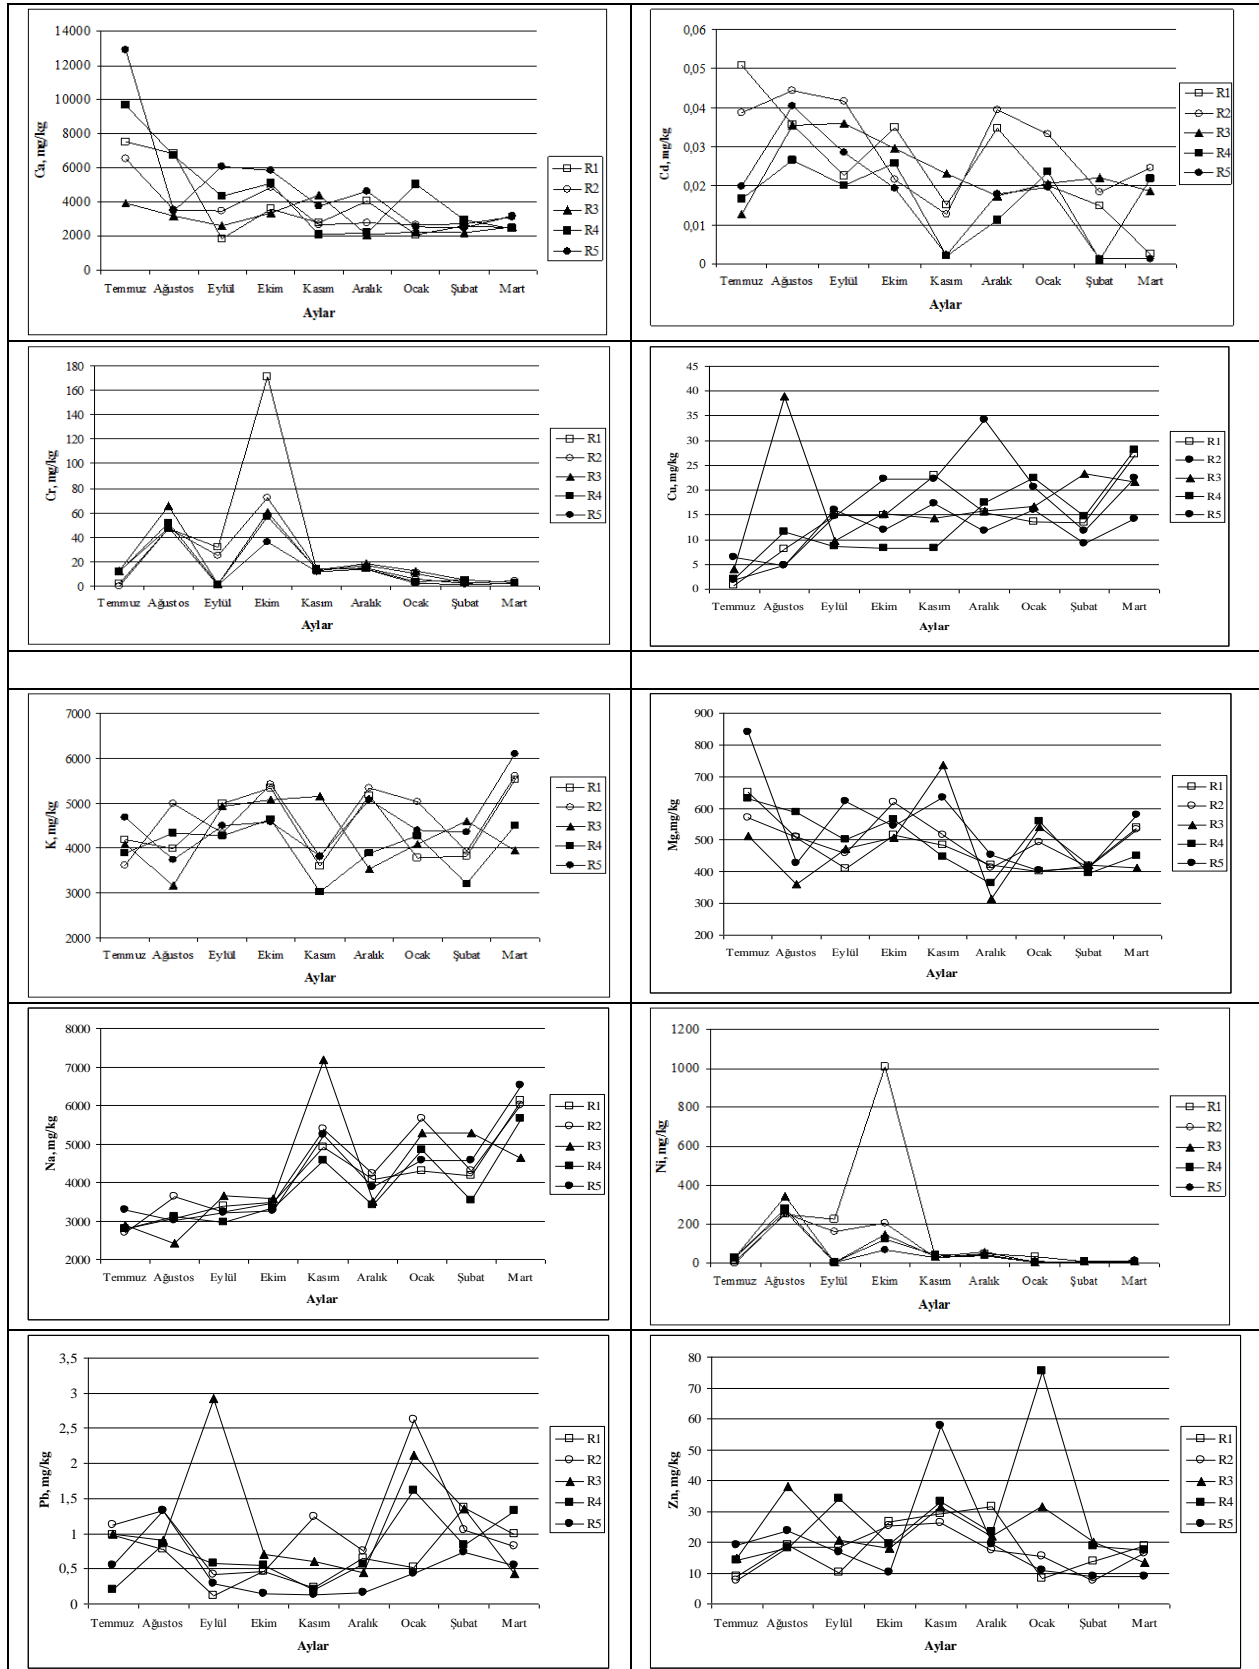 14000
12000
10000
8000
6000
4000
2000
0
Ca, mg/kg
Temmuz Ağustos Eylül Ekim Kasım Aralık Ocak Şubat Mart
Aylar
R1
R2
R3
R4
R5
0,06
0,05
0,04
0,03
0,02
0,01
0
Cd, mg/kg
Temmuz Ağustos Eylül Ekim Kasım Aralık Ocak Şubat Mart
Aylar
R1
R2
R3
R4
R5
180
160
140
120
100
80
60
40
20
0
Cr, mg/kg
Temmuz Ağustos Eylül Ekim Kasım Aralık Ocak Şubat Mart
Aylar
R1
R2
R3
R4
R5
45
40
35
30
25
20
15
10
5
0
Cu, mg/kg
Temmuz Ağustos Eylül Ekim Kasım Aralık Ocak Şubat Mart
Aylar
R1
R2
R3
R4
R5
7000
6000
5000
4000
3000
2000
K, mg/kg
Temmuz Ağustos Eylül Ekim Kasım Aralık Ocak Şubat Mart
Aylar
R1
R2
R3
R4
R5
900
800
700
600
500
400
300
200
Mg,mg/kg
Temmuz Ağustos Eylül Ekim Kasım Aralık Ocak Şubat Mart
Aylar
R1
R2
R3
R4
R5
8000
7000
6000
5000
4000
3000
2000
Na, mg/kg
Temmuz Ağustos Eylül Ekim Kasım Aralık Ocak Şubat Mart
Aylar
R1
R2
R3
R4
R5
1200
1000
800
600
400
200
0
Ni, mg/kg
Temmuz Ağustos Eylül Ekim Kasım Aralık Ocak Şubat Mart
Aylar
R1
R2
R3
R4
R5
3,5
3
2,5
2
1,5
1
0,5
0
Pb, mg/kg
Temmuz Ağustos Eylül Ekim Kasım Aralık Ocak Şubat Mart
Aylar
R1
R2
R3
R4
R5
80
70
60
50
40
30
20
10
0
Zn, mg/kg
Temmuz Ağustos Eylül Ekim Kasım Aralık Ocak Şubat Mart
Aylar
R1
R2
R3
R4
R5